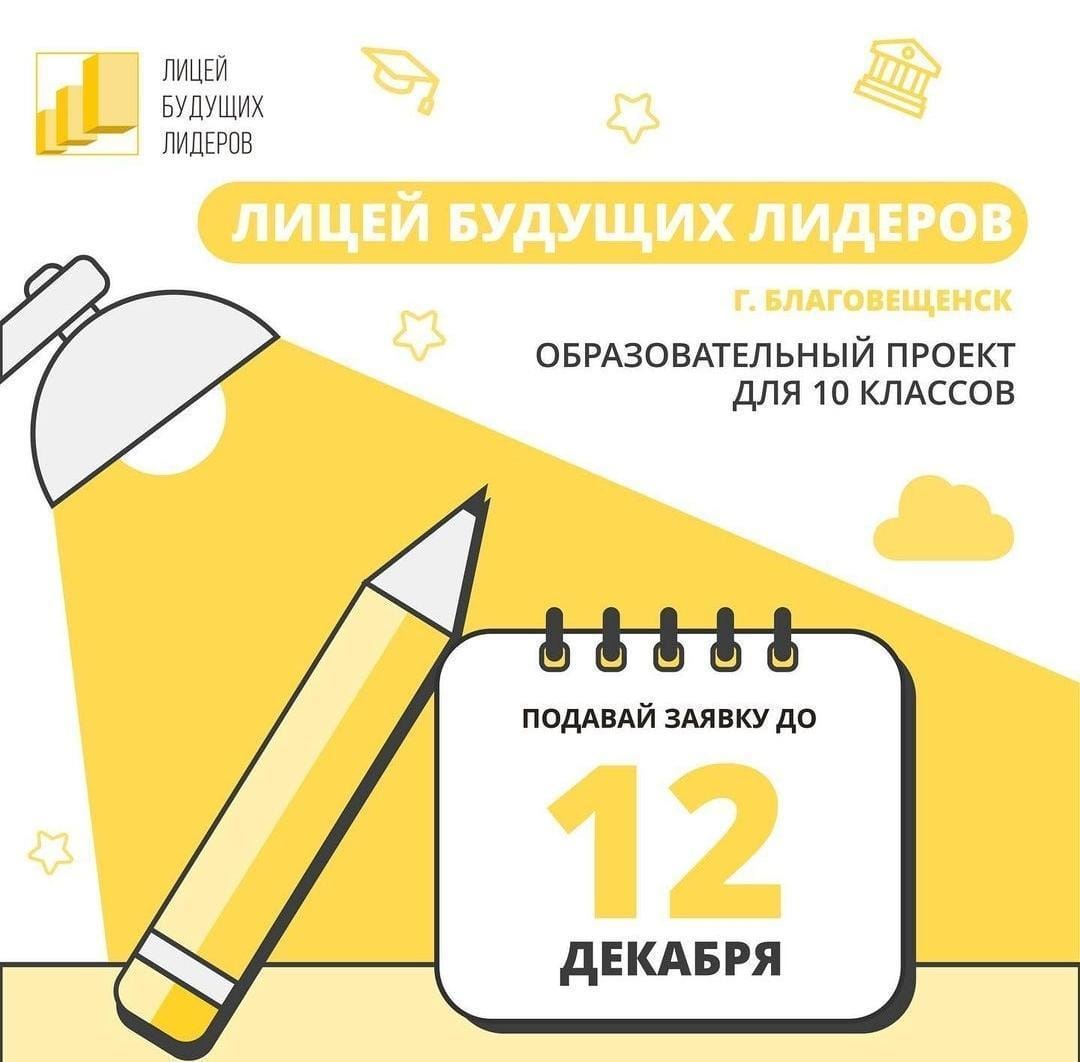 ЛИЦЕЙ
БУДУЩИХ
ЛИДЕРОВ
ЛИЦЕЙ БУДУЩИХ ЛИДЕРОВ
Г. БЛАГОВЕЩЕНСК
ОБРАЗОВАТЕЛЬНЫЙ ПРОЕКТ
ДЛЯ 10 КЛАССОВ
ПОДАВАЙ ЗАЯВКУ ДО
12
ДЕКАБРЯ